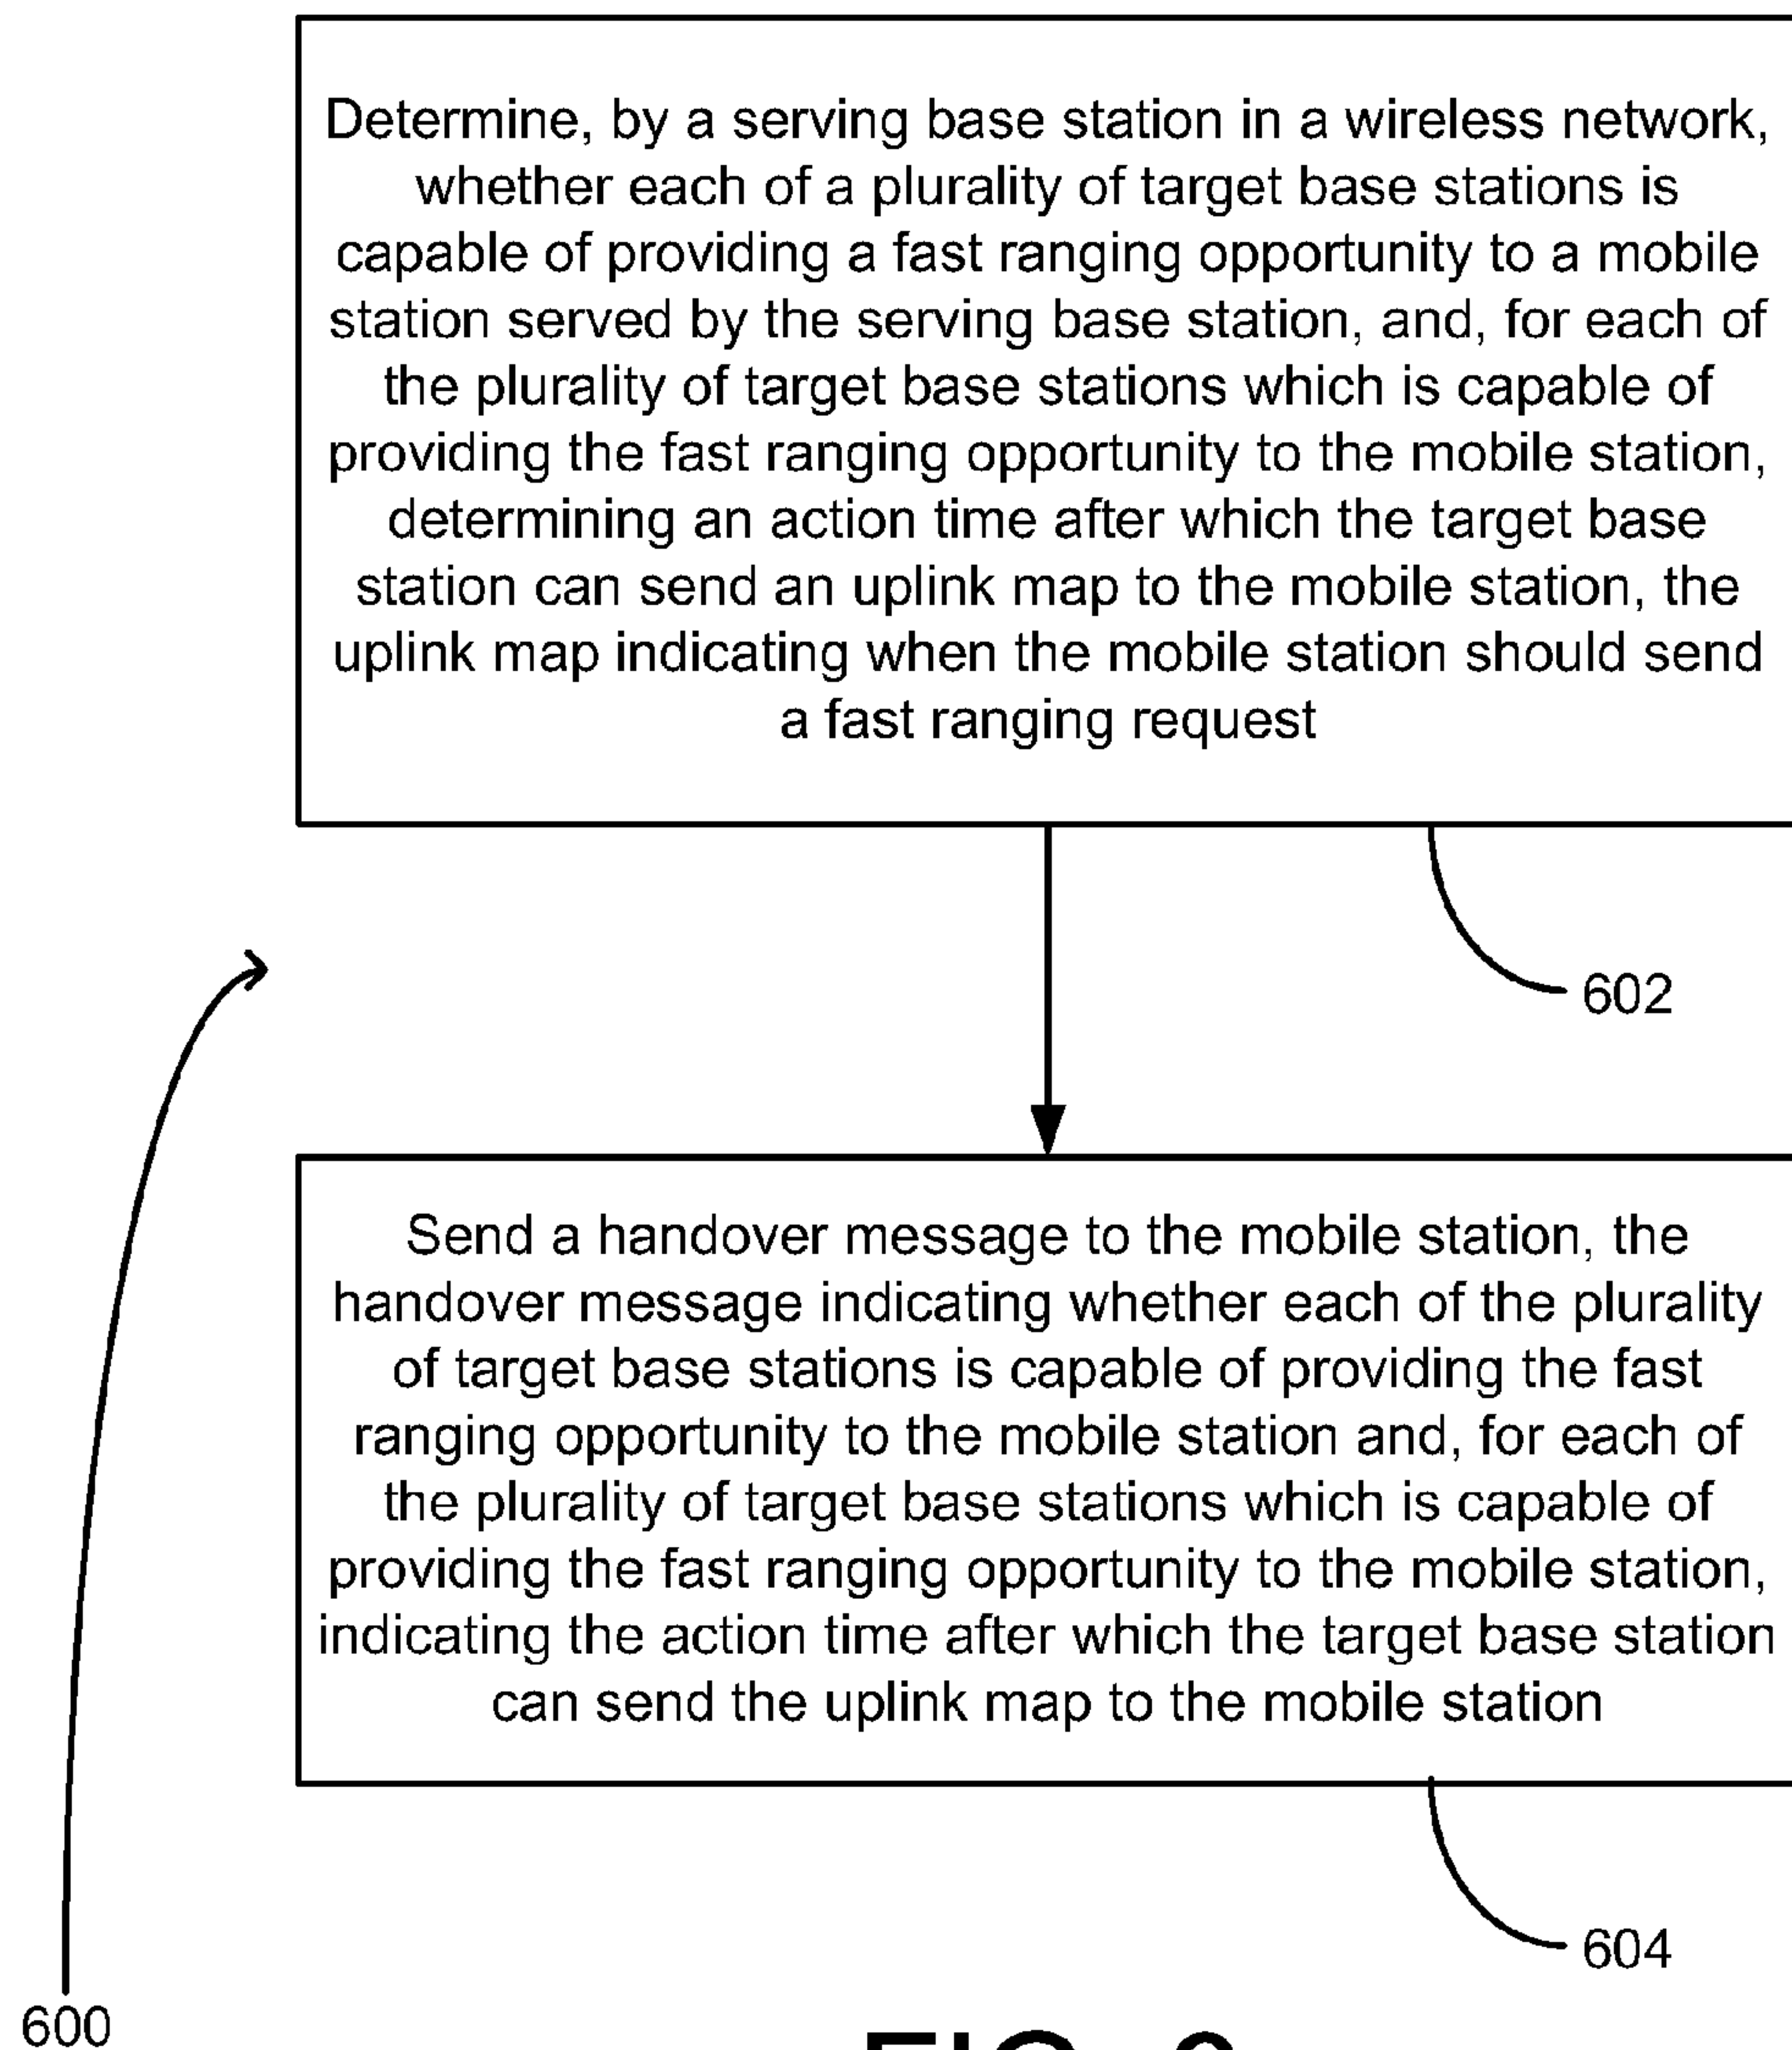 Determine, by a serving base station in a wireless network,
whether each of a plurality of target base stations is
capable of providing a fast ranging opportunity to a mobile
station served by the serving base station, and, for each of
the plurality of target base stations which is capable of
providing the fast ranging opportunity to the mobile station,
determining an action time after which the target base
station can send an uplink map to the mobile station, the
uplink map indicating when the mobile station should send
a fast ranging request
602
Send a handover message to the mobile station, the
handover message indicating whether each of the plurality
of target base stations is capable of providing the fast
ranging opportunity to the mobile station and, for each of
the plurality of target base stations which is capable of
providing the fast ranging opportunity to the mobile station,
indicating the action time after which the target base station
can send the uplink map to the mobile station
604
600